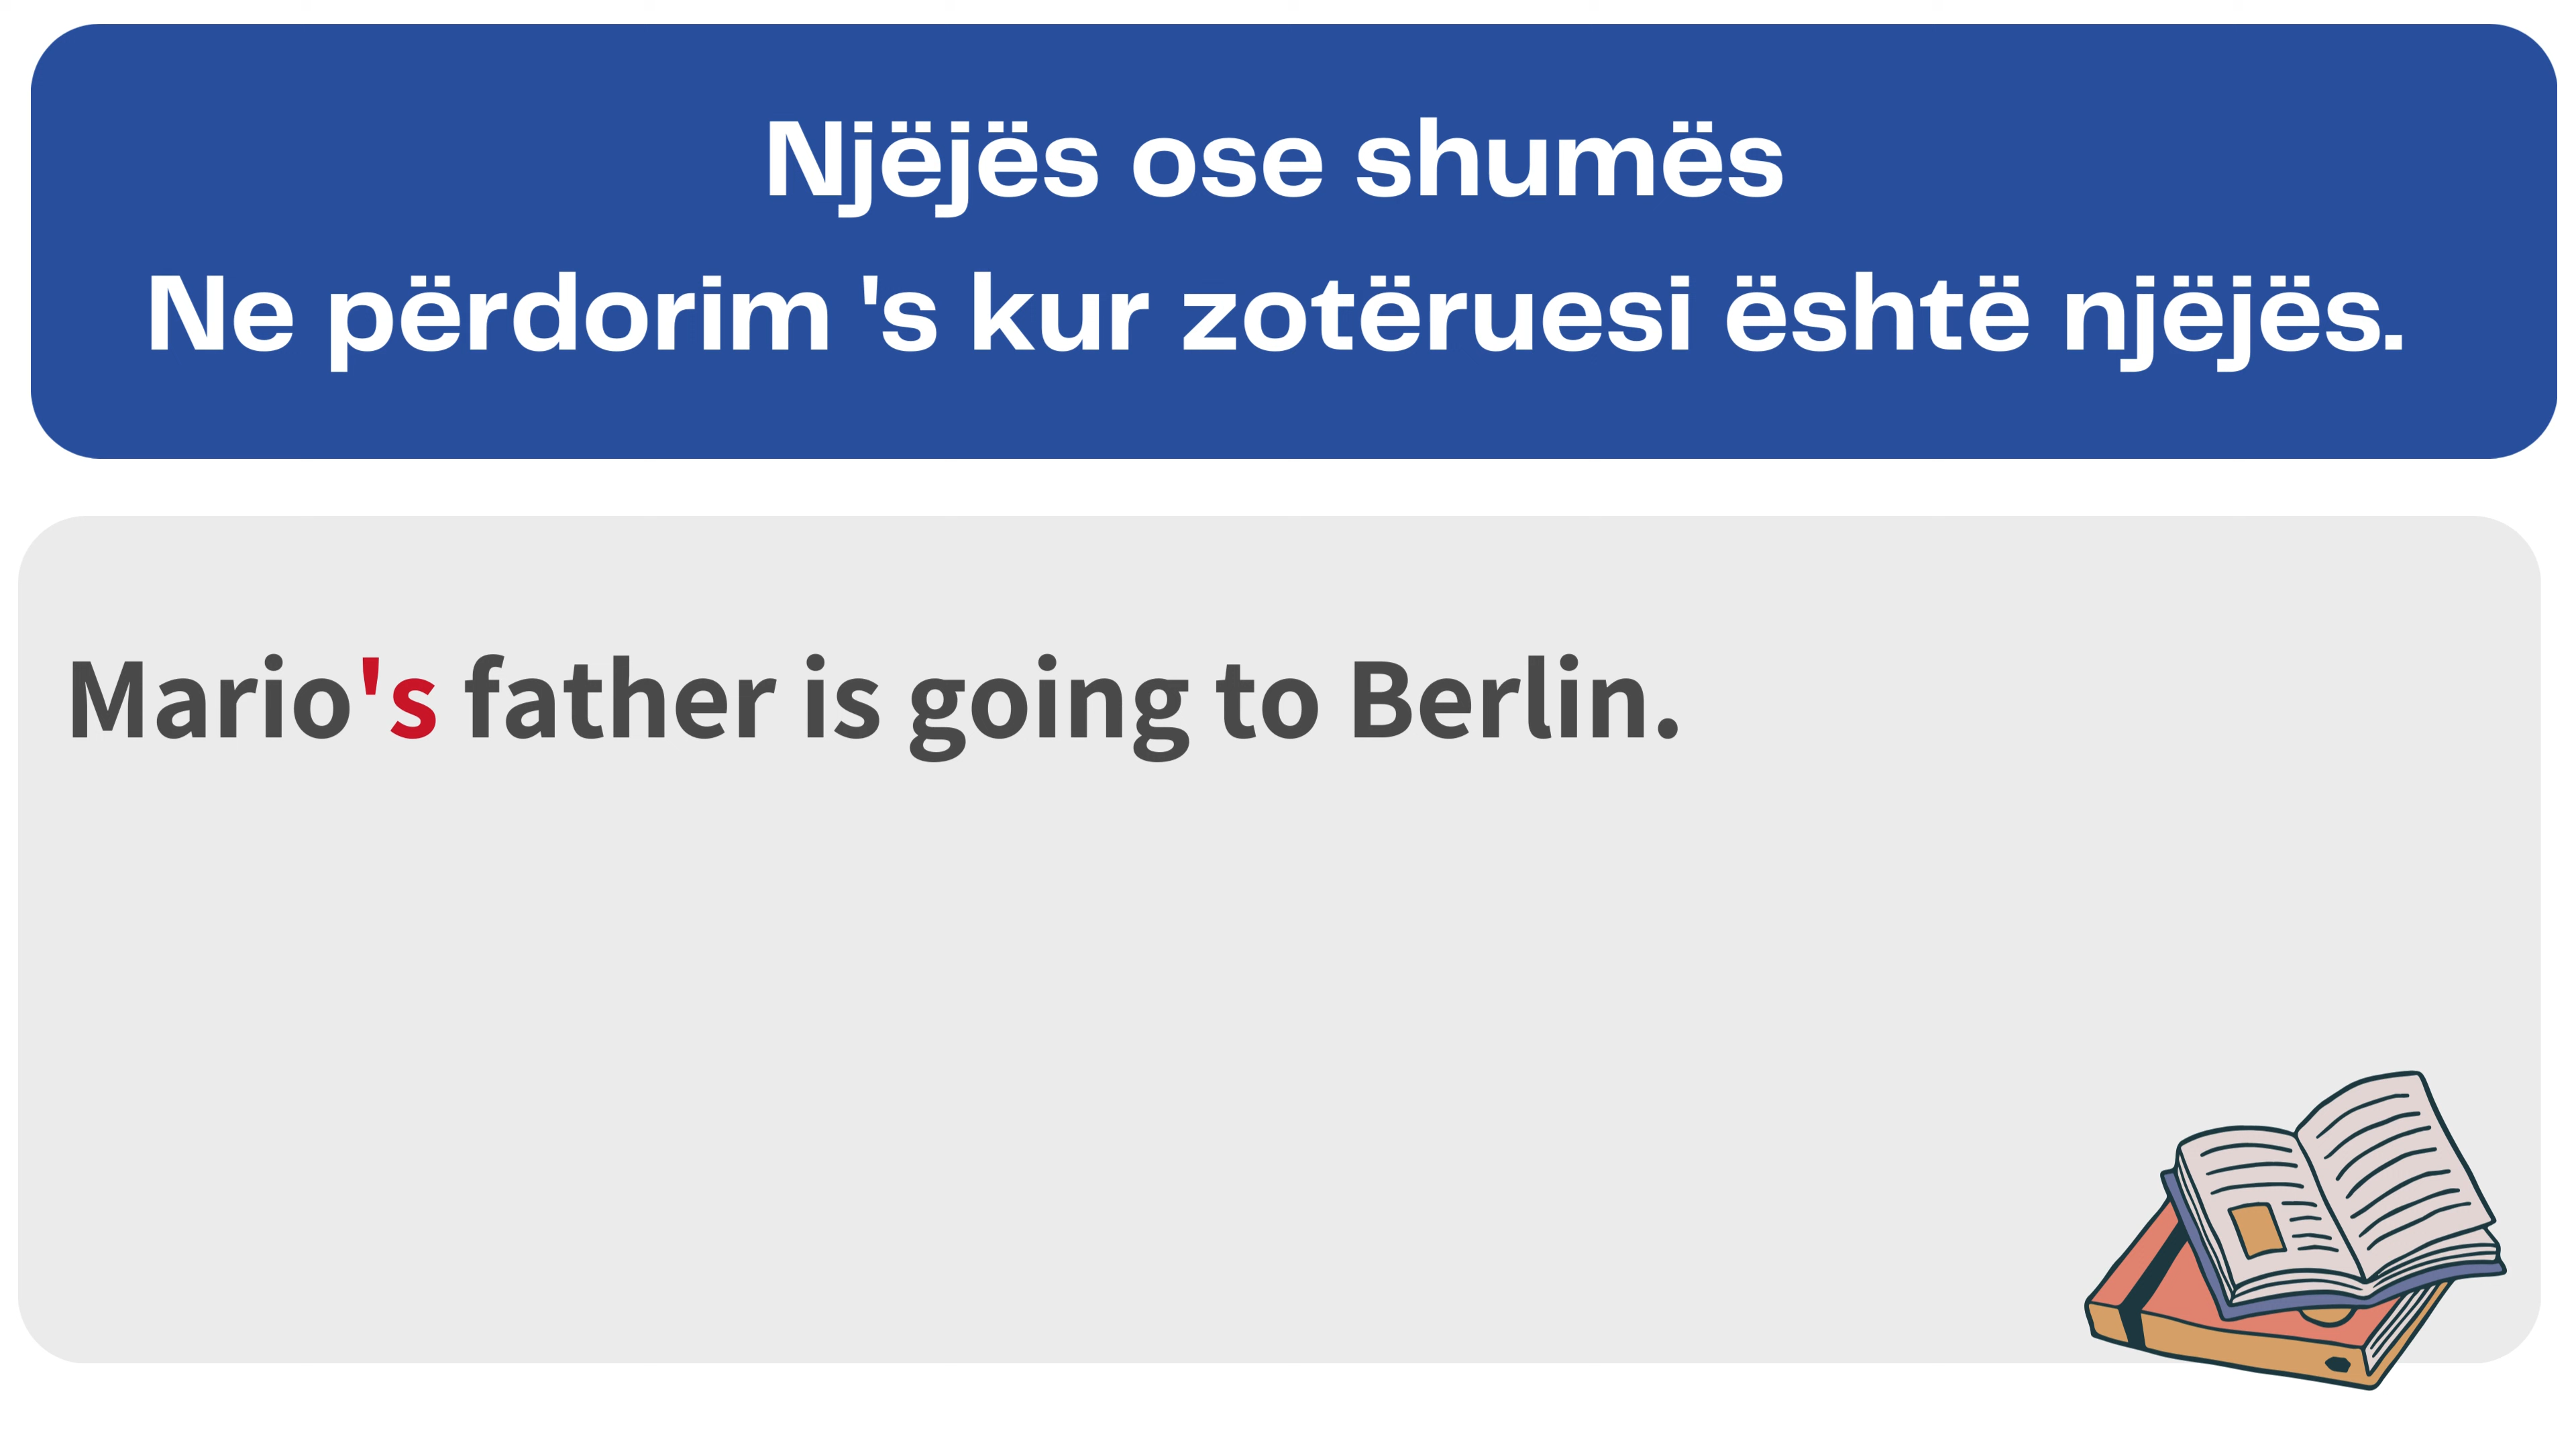 Njëjës ose shumës
Ne përdorim 's kur zotëruesi është njëjës.
Mario's father is going to Berlin.